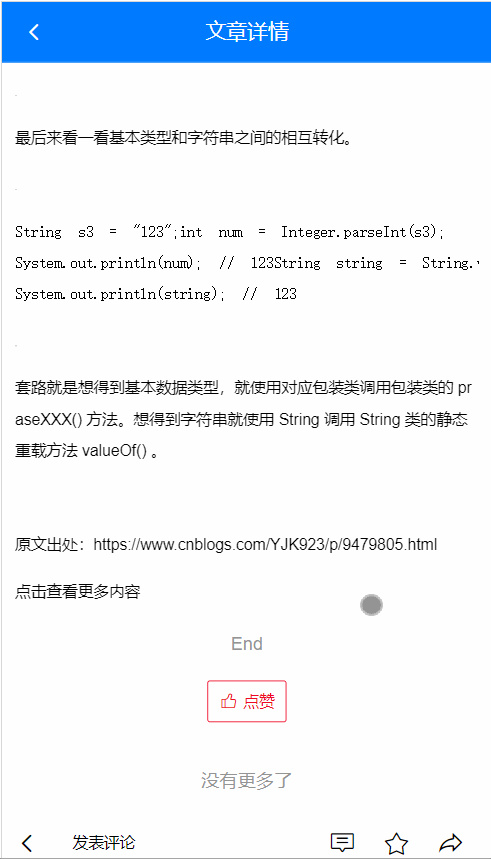 文章详情
最后来看一看基本类型和字符串之间的相互转化。
String s3 = "123";int num = Integer.parseInt(s3);
System.out.println(num); // 123String string = String.
System.out.println(string); // 123
套路就是想得到基本数据类型，就使用对应包装类调用包装类的 pr
aseXXX() 方法。想得到字符串就使用 String 调用 String 类的静态
重载方法 valueOf() 。
原文出处：https://www.cnblogs.com/YJK923/p/9479805.html
点击查看更多内容
End
点赞
没有更多了
发表评论